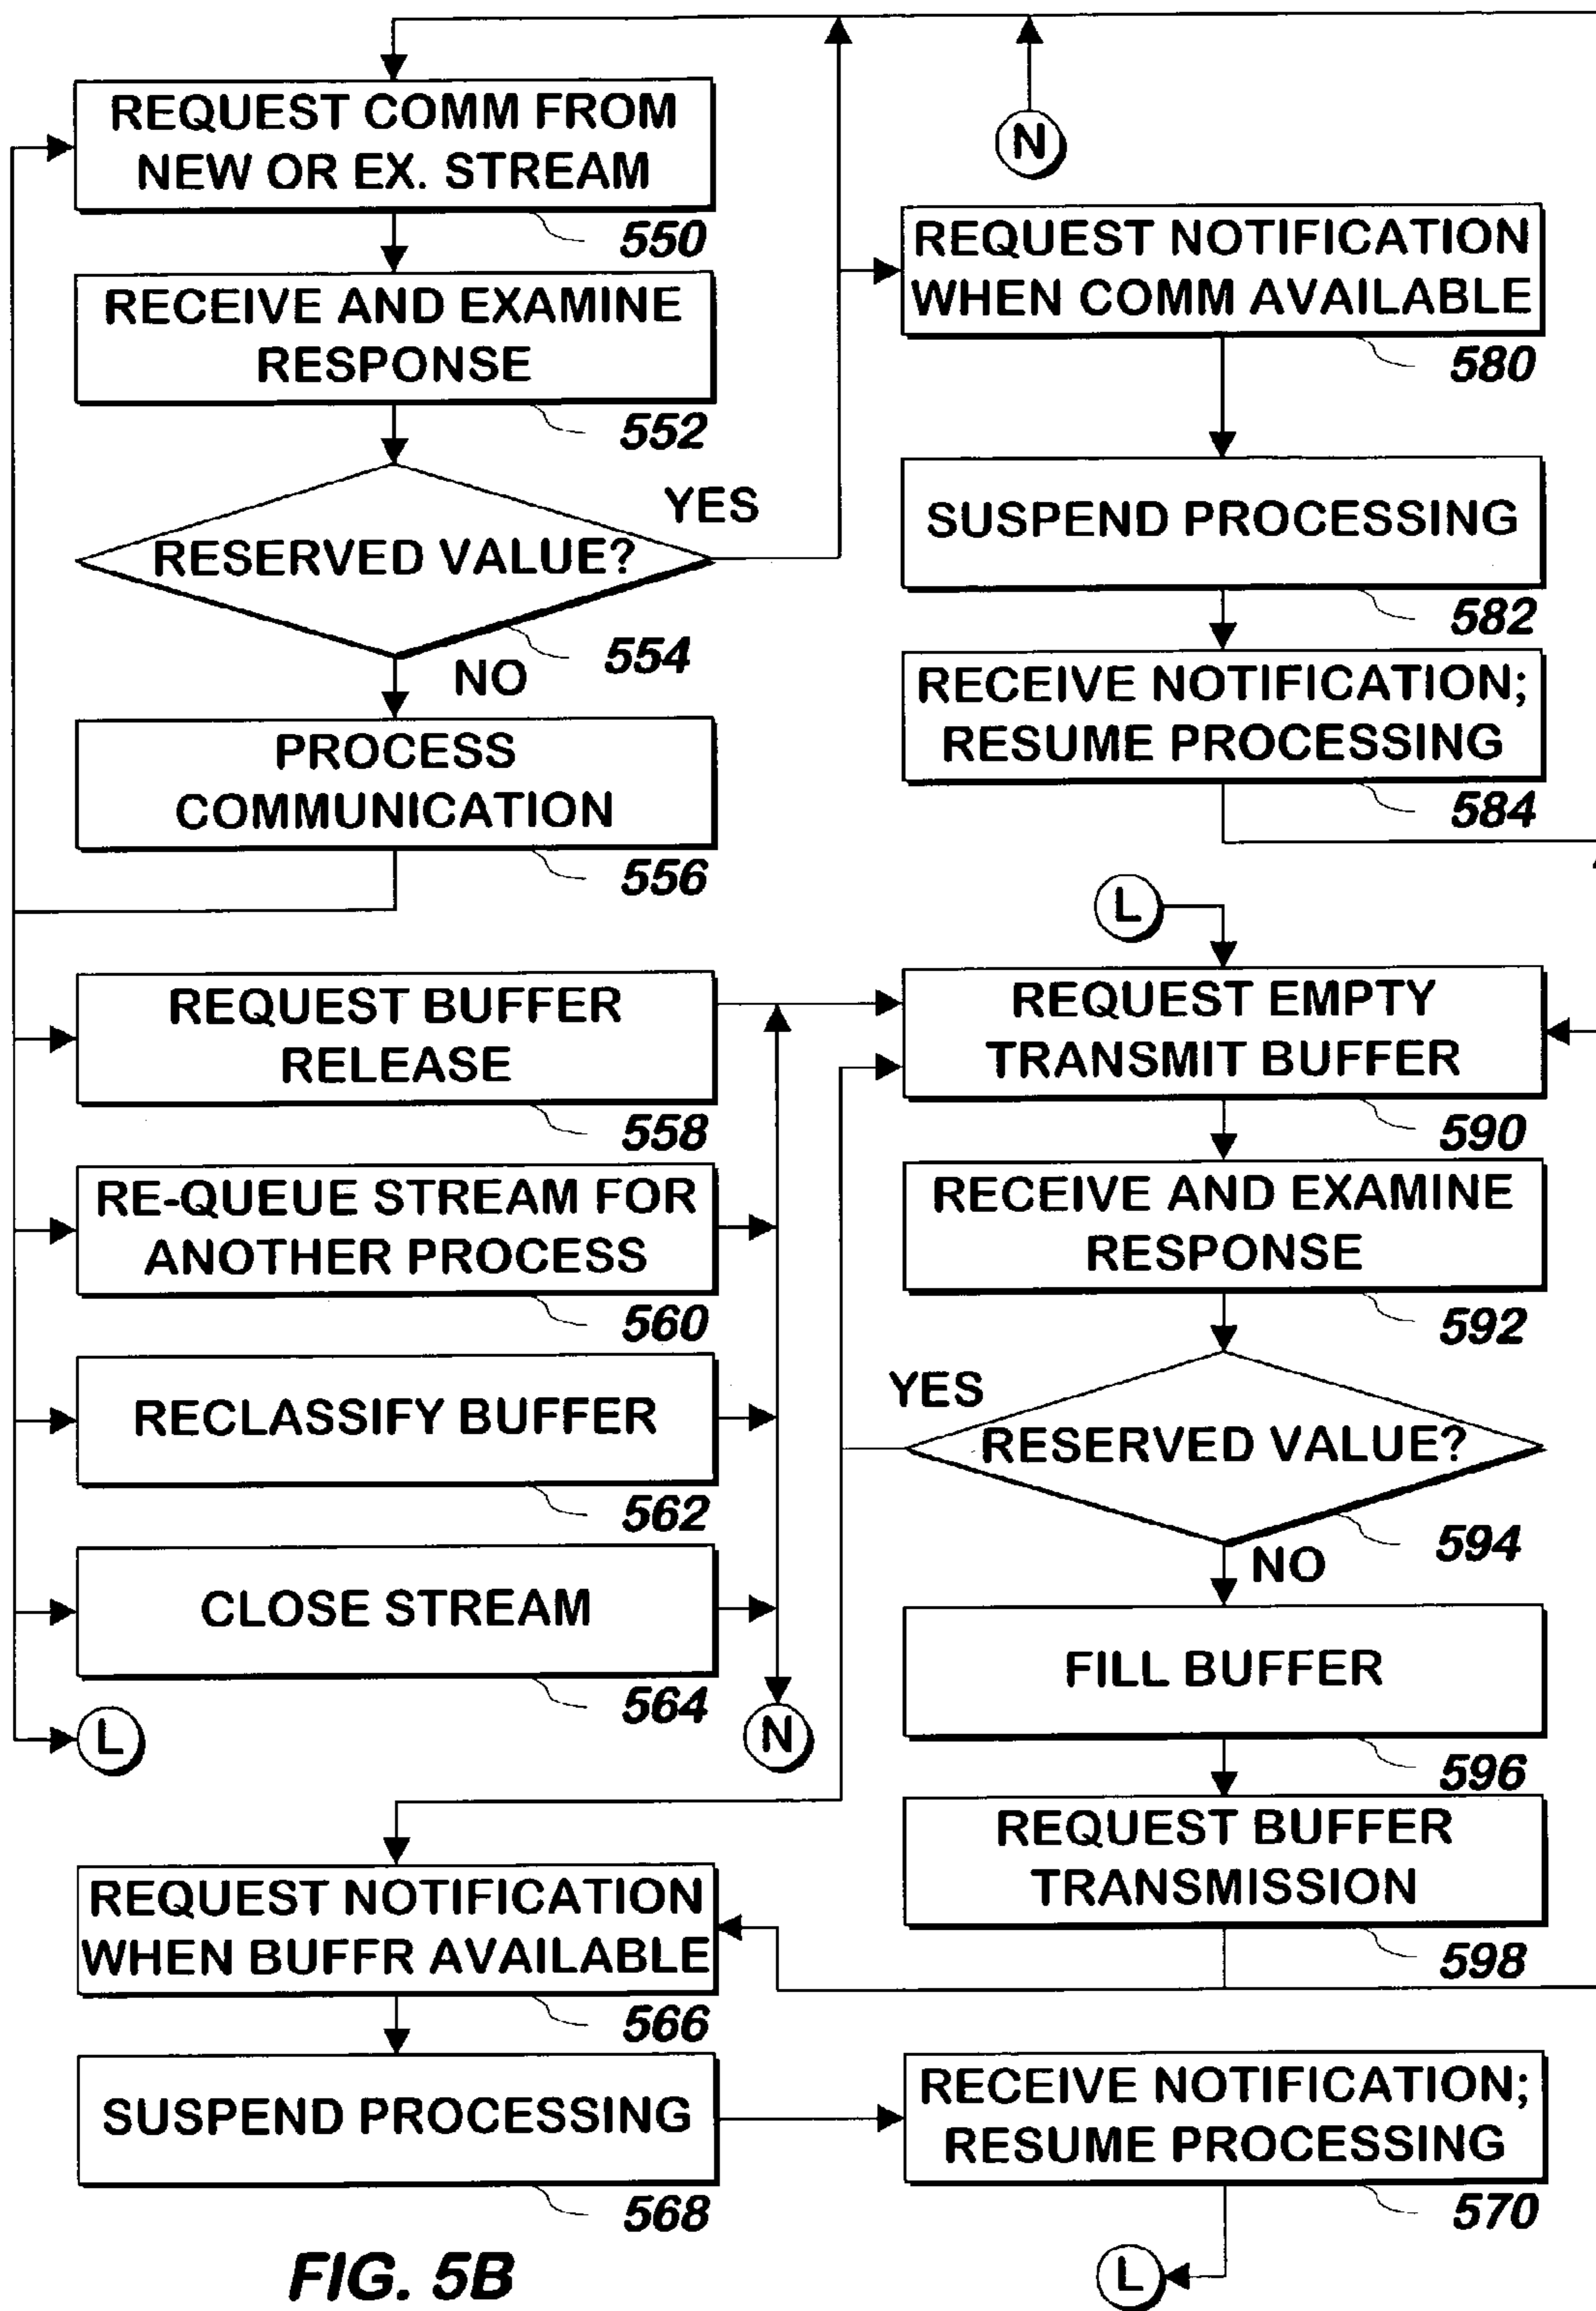 REQUEST COMM FROM
NEW OR EX. STREAM
550
RECEIVE AND EXAMINE
RESPONSE
552
RESERVED VALUE?
YES
554
NO
PROCESS
COMMUNICATION
556
N
REQUEST NOTIFICATION
WHEN COMM AVAILABLE
580
SUSPEND PROCESSING
582
RECEIVE NOTIFICATION;
RESUME PROCESSING
584
REQUEST BUFFER
RELEASE
558
RE-QUEUE STREAM FOR
ANOTHER PROCESS
560
RECLASSIFY BUFFER
562
CLOSE STREAM
564
L
N
L
REQUEST EMPTY
TRANSMIT BUFFER
590
RECEIVE AND EXAMINE
RESPONSE
592
YES
RESERVED VALUE?
594
NO
FILL BUFFER
596
REQUEST BUFFER
TRANSMISSION
598
REQUEST NOTIFICATION
WHEN BUFFR AVAILABLE
566
SUSPEND PROCESSING
568
RECEIVE NOTIFICATION;
RESUME PROCESSING
570
L
FIG. 5B